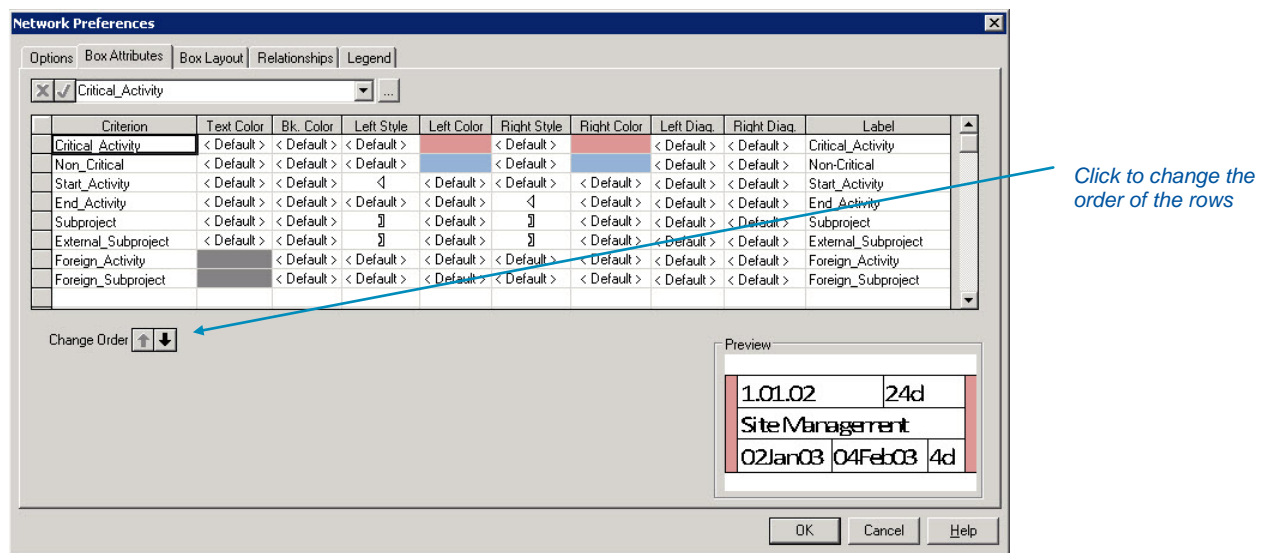 Network Preferences
Options Box Attributes Box Layout Relationships Legend
Critical_Activity ...
Criterion Text Color Bk. Color Left Style Left Color Right Style Right Color Left Diag. Right Diag. Label
Critical_Activity < Default > < Default > < Default > < Default > < Default > < Default > Critical_Activity
Non_Critical < Default > < Default > < Default > < Default > < Default > < Default > Non-Critical
Start_Activity < Default > < Default > < Default > < Default > < Default > < Default > < Default > Start_Activity
End_Activity < Default > < Default > < Default > < Default > < Default > < Default > < Default > End_Activity
Subproject < Default > < Default > < Default > < Default > < Default > < Default > Subproject
External_Subproject < Default > < Default > < Default > < Default > < Default > < Default > External_Subproject
Foreign_Activity < Default > < Default > < Default > < Default > < Default > < Default > < Default > Foreign_Activity
Foreign_Subproject < Default > < Default > < Default > < Default > < Default > < Default > < Default > Foreign_Subproject
Click to change the
order of the rows
Change Order
Preview
1.01.02 24d
Site Management
02Jan03 04Feb03 4d
OK Cancel Help